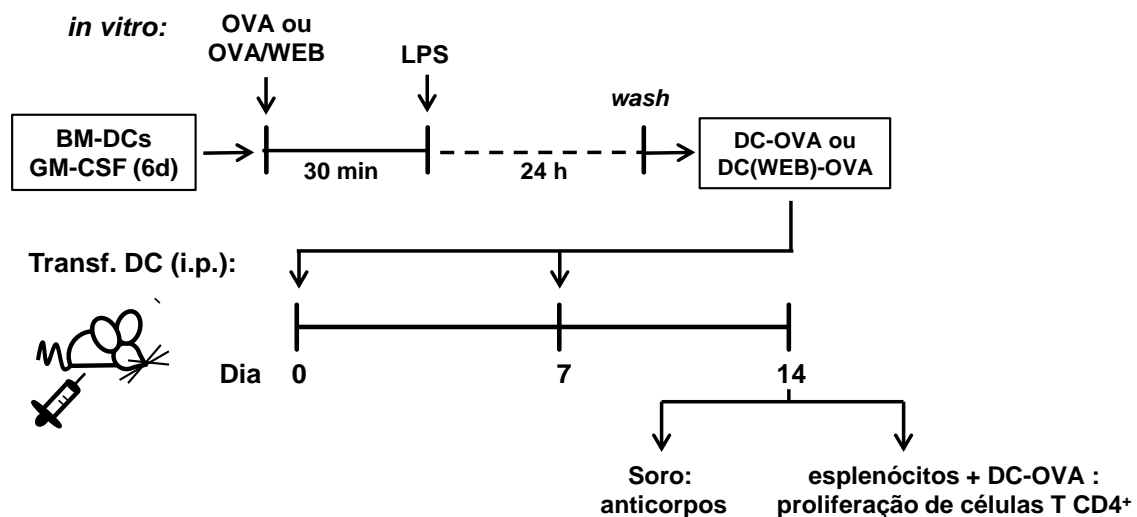 in vitro:
OVA ou
OVA/WEB
LPS
wash
BM-DCs
GM-CSF (6d)
30 min
24 h
DC-OVA ou
DC(WEB)-OVA
Transf. DC (i.p.):
Dia 0 7 14
Soro:
anticorpos
esplenócitos + DC-OVA :
proliferação de células T CD4⁺